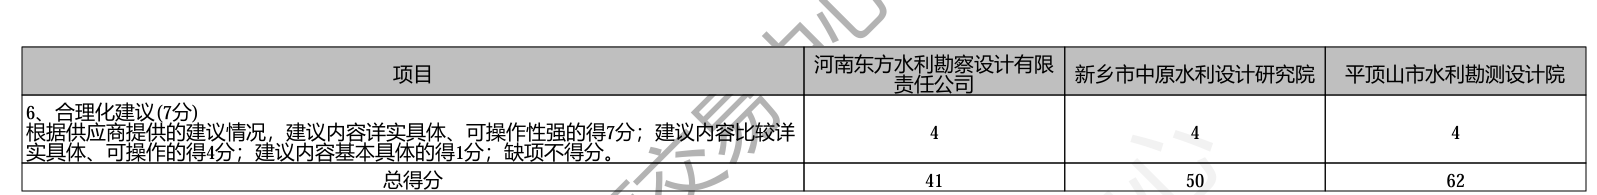 项目
河南东方水利勘察设计有限
责任公司
新乡市中原水利设计研究院
平顶山市水利勘测设计院
6、合理化建议(7分)
根据供应商提供的建议情况，建议内容详实具体、可操作性强的得7分；建议内容比较详
实具体、可操作的得4分；建议内容基本具体的得1分；缺项不得分。
4
4
4
总得分
41
50
62
交易中心
心